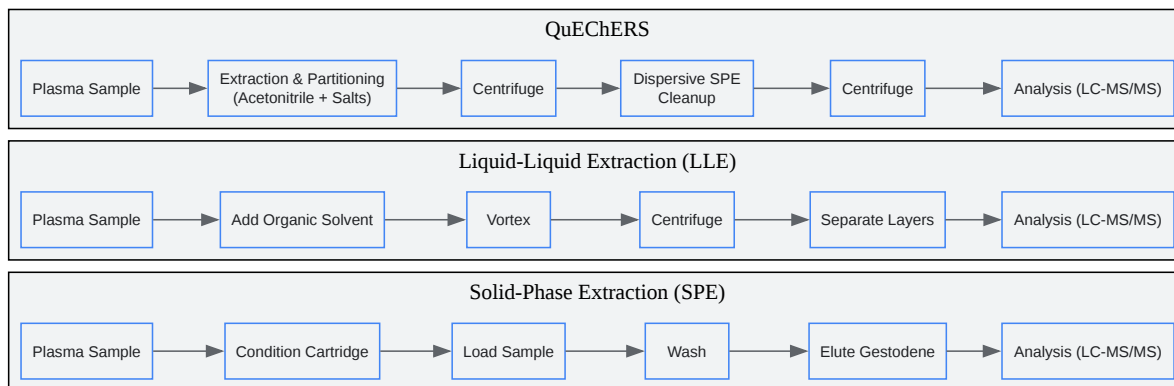 QuEChERS
Plasma Sample
Extraction & Partitioning
(Acetonitrile + Salts)
Centrifuge
Dispersive SPE
Cleanup
Centrifuge
Analysis (LC-MS/MS)
Liquid-Liquid Extraction (LLE)
Plasma Sample
Add Organic Solvent
Vortex
Centrifuge
Separate Layers
Analysis (LC-MS/MS)
Solid-Phase Extraction (SPE)
Plasma Sample
Condition Cartridge
Load Sample
Wash
Elute Gestodene
Analysis (LC-MS/MS)